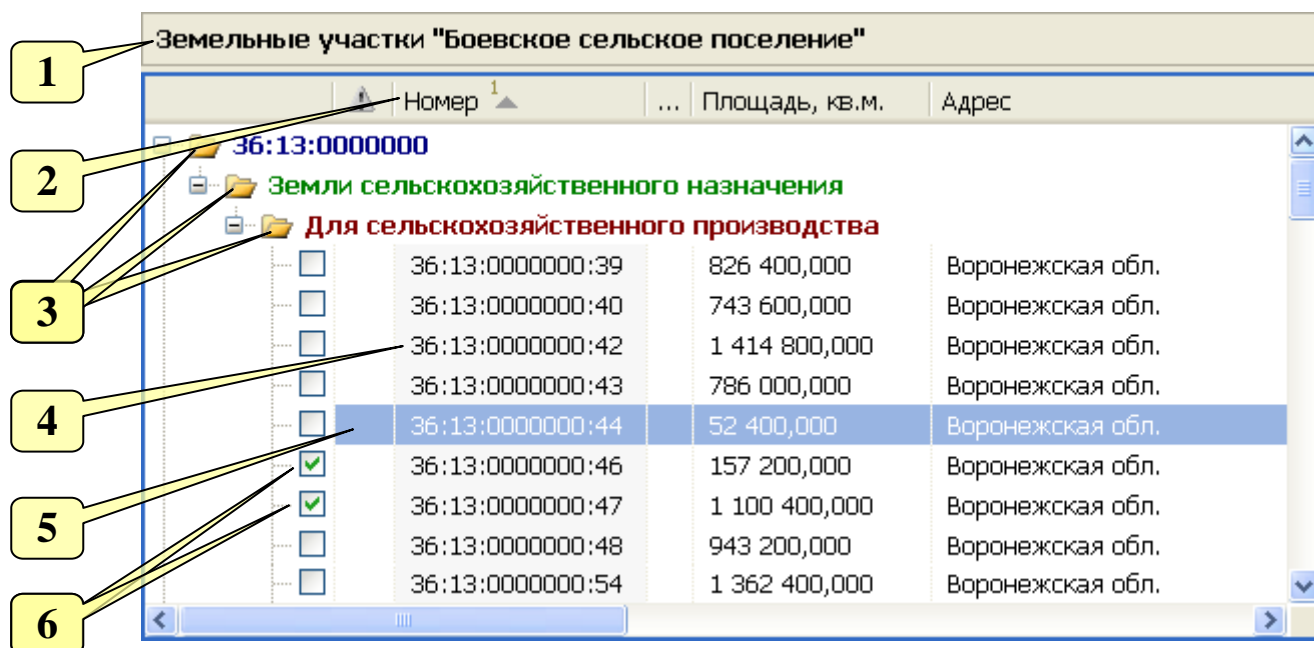 1 Земельные участки "Боевское сельское поселение"
Номер 1 ... Площадь, кв.м. Адрес
2 36:13:0000000
Земли сельскохозяйственного назначения
Для сельскохозяйственного производства
36:13:0000000:39 826 400,000 Воронежская обл.
3 36:13:0000000:40 743 600,000 Воронежская обл.
36:13:0000000:42 1 414 800,000 Воронежская обл.
36:13:0000000:43 786 000,000 Воронежская обл.
4 36:13:0000000:44 52 400,000 Воронежская обл.
36:13:0000000:46 157 200,000 Воронежская обл.
5 36:13:0000000:47 1 100 400,000 Воронежская обл.
36:13:0000000:48 943 200,000 Воронежская обл.
36:13:0000000:54 1 362 400,000 Воронежская обл.
6